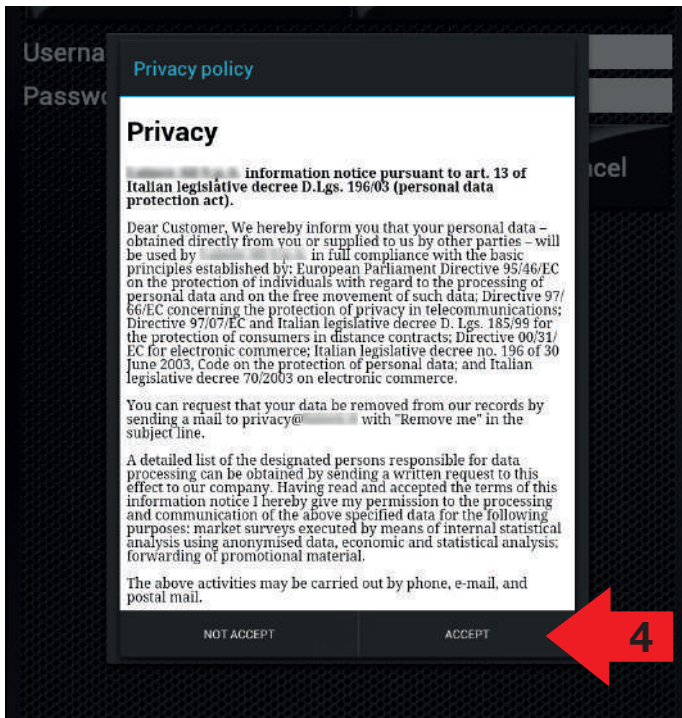 Userna
Passwo
ncel
Privacy policy
Privacy
information notice pursuant to art. 13 of
Italian legislative decree D.Lgs. 196/03 (personal data
protection act).
Dear Customer, We hereby inform you that your personal data –
obtained directly from you or supplied to us by other parties – will
be used by in full compliance with the basic
principles established by: European Parliament Directive 95/46/EC
on the protection of individuals with regard to the processing of
personal data and on the free movement of such data; Directive 97/
66/EC concerning the protection of privacy in telecommunications;
Directive 97/07/EC and Italian legislative decree D. Lgs. 185/99 for
the protection of consumers in distance contracts; Directive 00/31/
EC for electronic commerce; Italian legislative decree no. 196 of 30
June 2003, Code on the protection of personal data; and Italian
legislative decree 70/2003 on electronic commerce.
You can request that your data be removed from our records by
sending a mail to privacy@ with "Remove me" in the
subject line.
A detailed list of the designated persons responsible for data
processing can be obtained by sending a written request to this
effect to our company. Having read and accepted the terms of this
information notice I hereby give my permission to the processing
and communication of the above specified data for the following
purposes: market surveys executed by means of internal statistical
analysis using anonymised data, economic and statistical analysis;
forwarding of promotional material.
The above activities may be carried out by phone, e-mail, and
postal mail.
NOT ACCEPT
ACCEPT
4